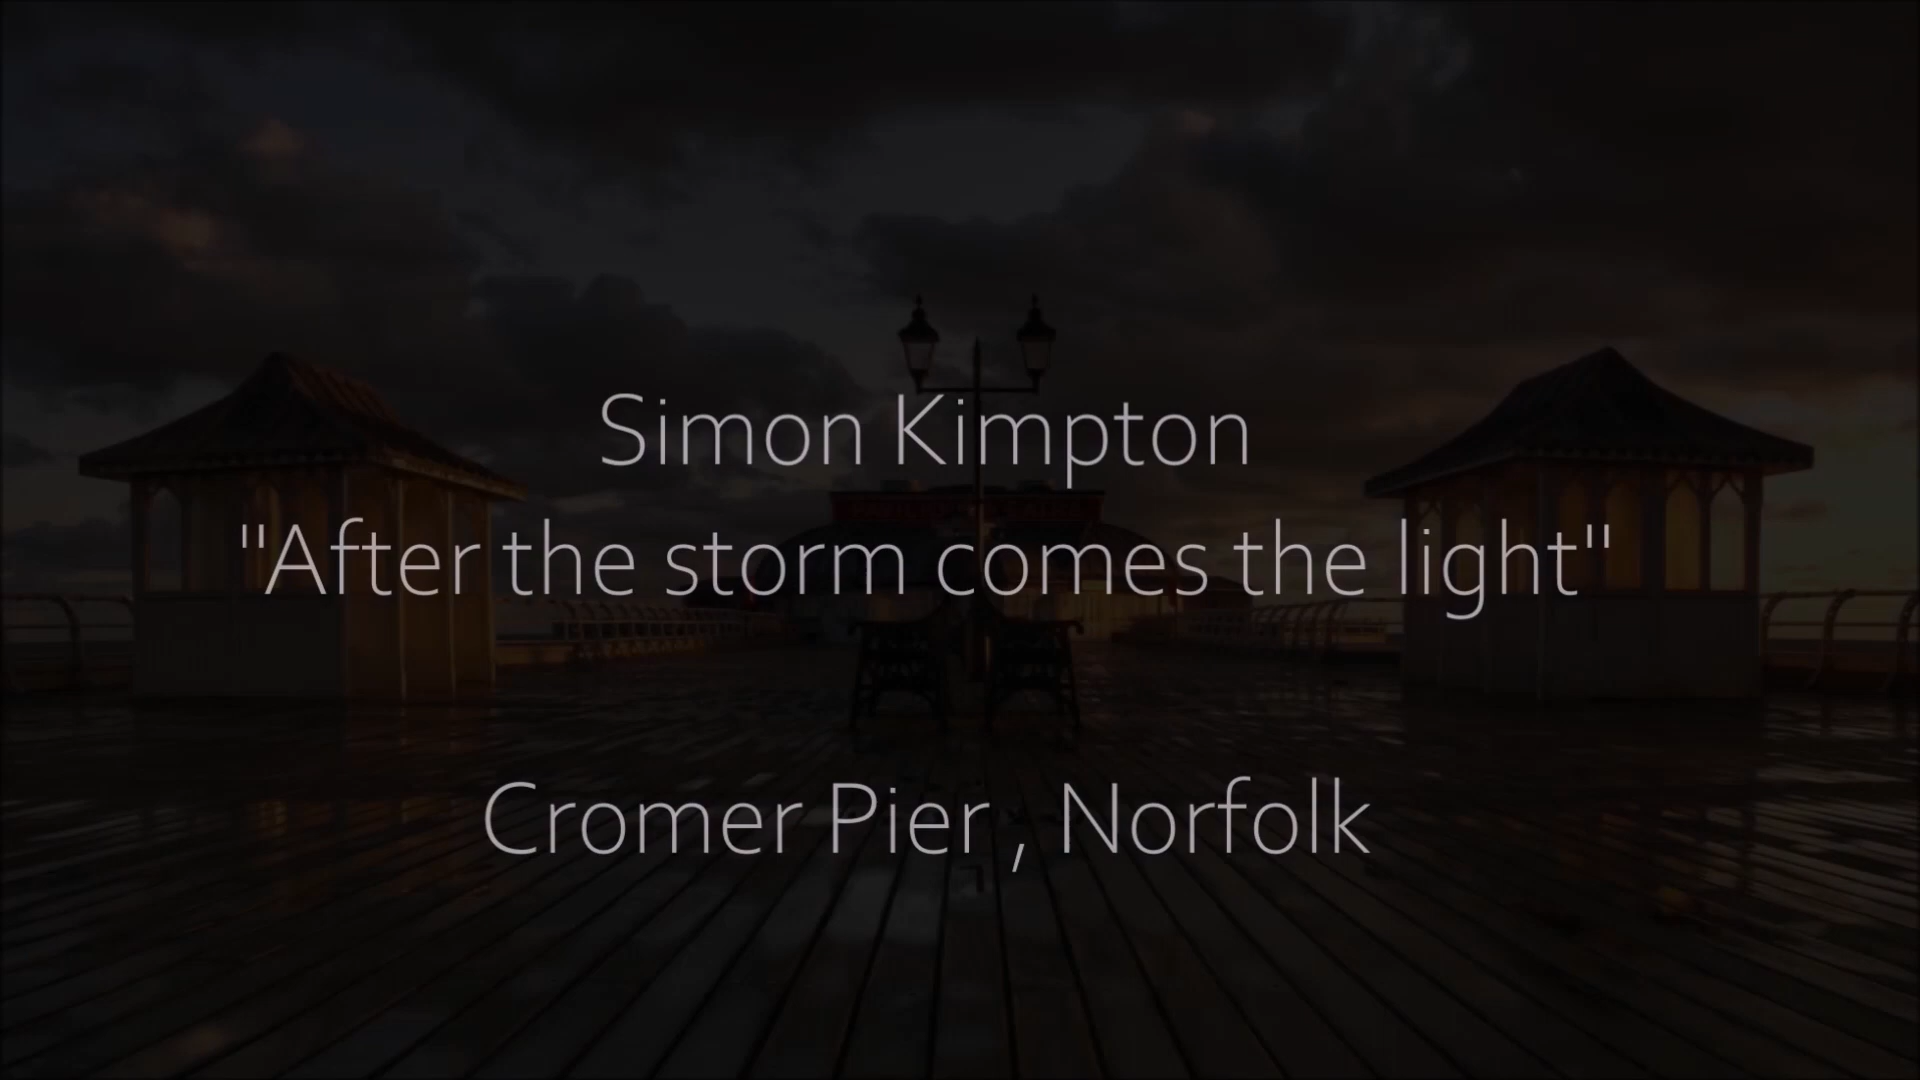 Simon Kimpton
"After the storm comes the light"
Cromer Pier , Norfolk